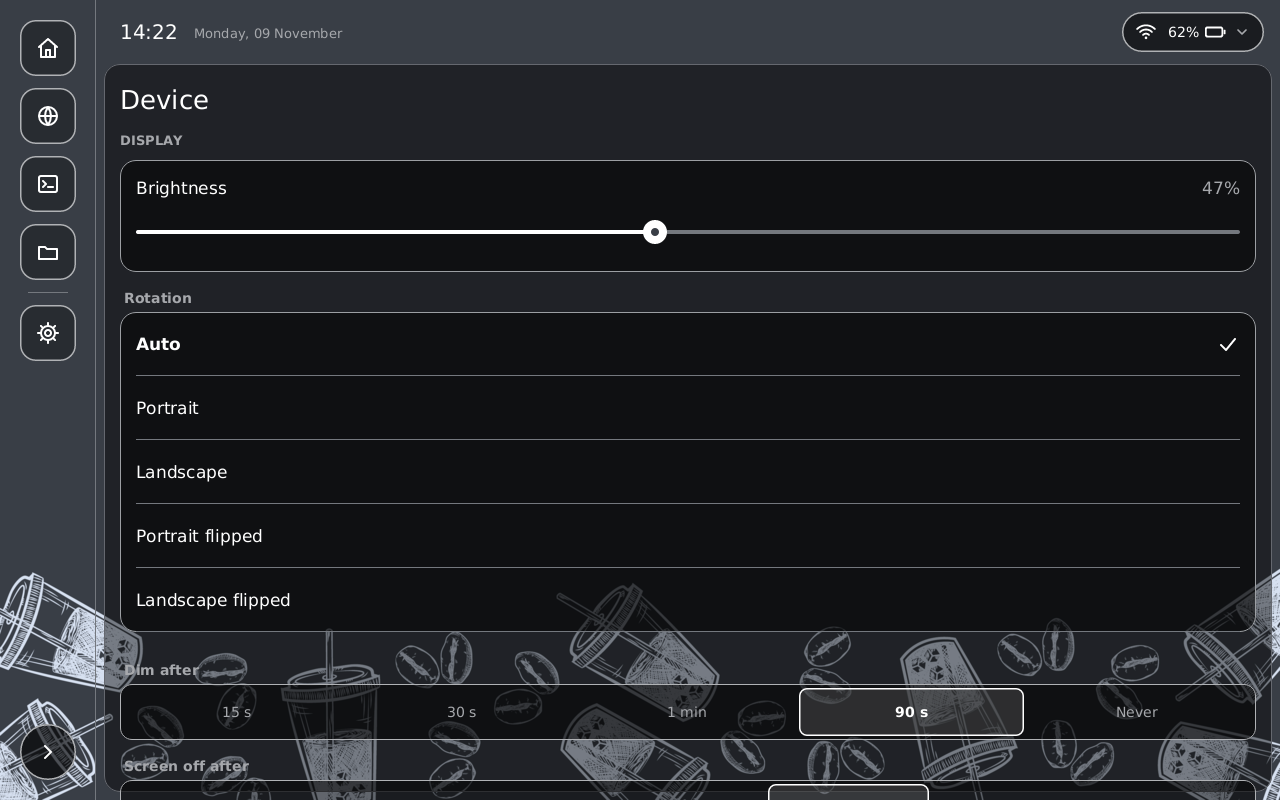 14:22 Monday, 09 November 62%
Device
DISPLAY
Brightness 47%
Rotation
Auto
Portrait
Landscape
Portrait flipped
Landscape flipped
Dim after
15 s 30 s 1 min 90 s Never
Screen off after